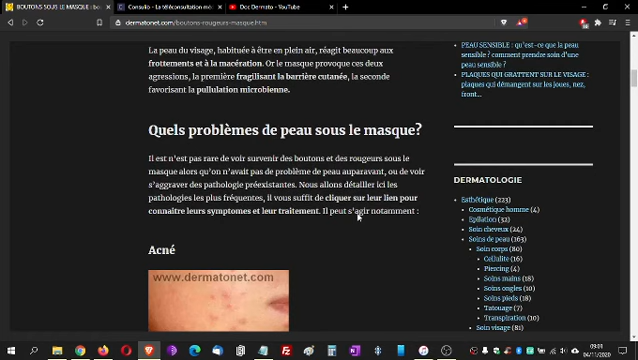 BOUTONS SOUS LE MASQUE : bo
Consulib - La téléconsultation mé
Doc Dermato - YouTube
dermatonet.com/boutons-rougeurs-masque.htm
La peau du visage, habituée à être en plein air, réagit beaucoup aux
frottements et à la macération. Or le masque provoque ces deux
agressions, la première fragilisant la barrière cutanée, la seconde
favorisant la pullulation microbienne.
Quels problèmes de peau sous le masque?
Il est n'est pas rare de voir survenir des boutons et des rougeurs sous le
masque alors qu'on n'avait pas de problème de peau auparavant, ou de voir
s'aggraver des pathologie préexistantes. Nous allons détailler ici les
pathologies les plus fréquentes, il vous suffit de cliquer sur leur lien pour
connaitre leurs symptomes et leur traitement. Il peut s'agir notamment :
Acné
www.dermatonet.com
PEAU SENSIBLE : qu'est-ce que la peau
sensible ? comment prendre soin d'une
peau sensible ?
PLAQUES QUI GRATTENT SUR LE VISAGE :
plaques qui démangent sur les joues, nez,
front...
DERMATOLOGIE
Esthétique (223)
Cosmétique homme (4)
Epilation (32)
Soin cheveux (24)
Soins de peau (163)
Soin corps (80)
Cellulite (4)
Piercing (4)
Soins mains (18)
Soins ongles (10)
Soins pieds (18)
Tatouage (7)
Transpiration (10)
Soin visage (81)
09:01
04/11/2020